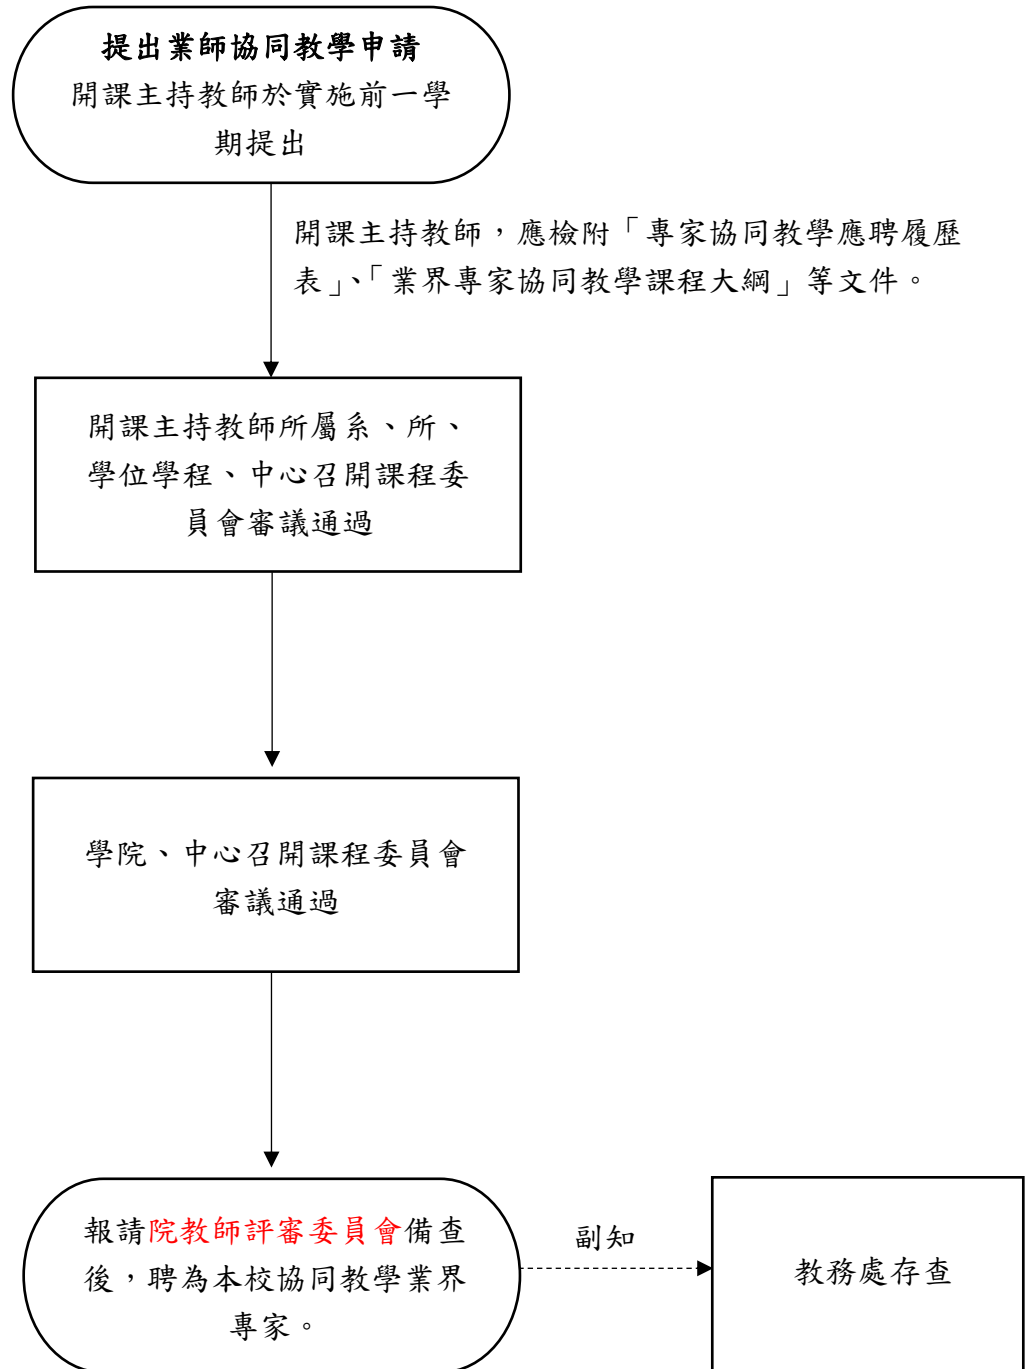 提出業師協同教學申請
開課主持教師於實施前一學
期提出
開課主持教師，應檢附「專家協同教學應聘履歷
表」、「業界專家協同教學課程大綱」等文件。
開課主持教師所屬系、所、
學位學程、中心召開課程委
員會審議通過
學院、中心召開課程委員會
審議通過
報請院教師評審委員會備查
後，聘為本校協同教學業界
專家。
副知
教務處存查